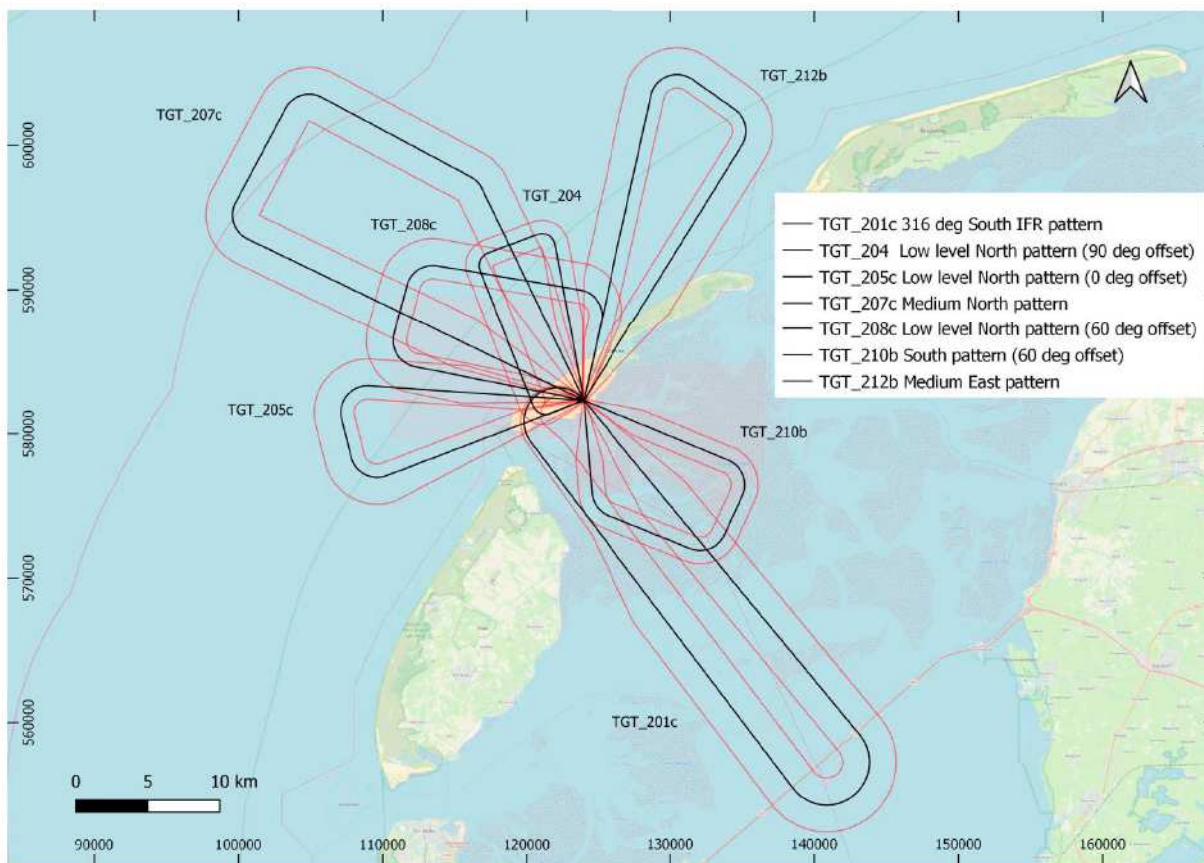 TGT_212b
TGT_207c
TGT_204
TGT_208c
TGT_205c
TGT_210b
TGT_201c
TGT_201c 316 deg South IFR pattern
TGT_204 Low level North pattern (90 deg offset)
TGT_205c Low level North pattern (0 deg offset)
TGT_207c Medium North pattern
TGT_208c Low level North pattern (60 deg offset)
TGT_210b South pattern (60 deg offset)
TGT_212b Medium East pattern
600000
590000
580000
570000
560000
0 5 10 km
90000 100000 110000 120000 130000 140000 150000 160000